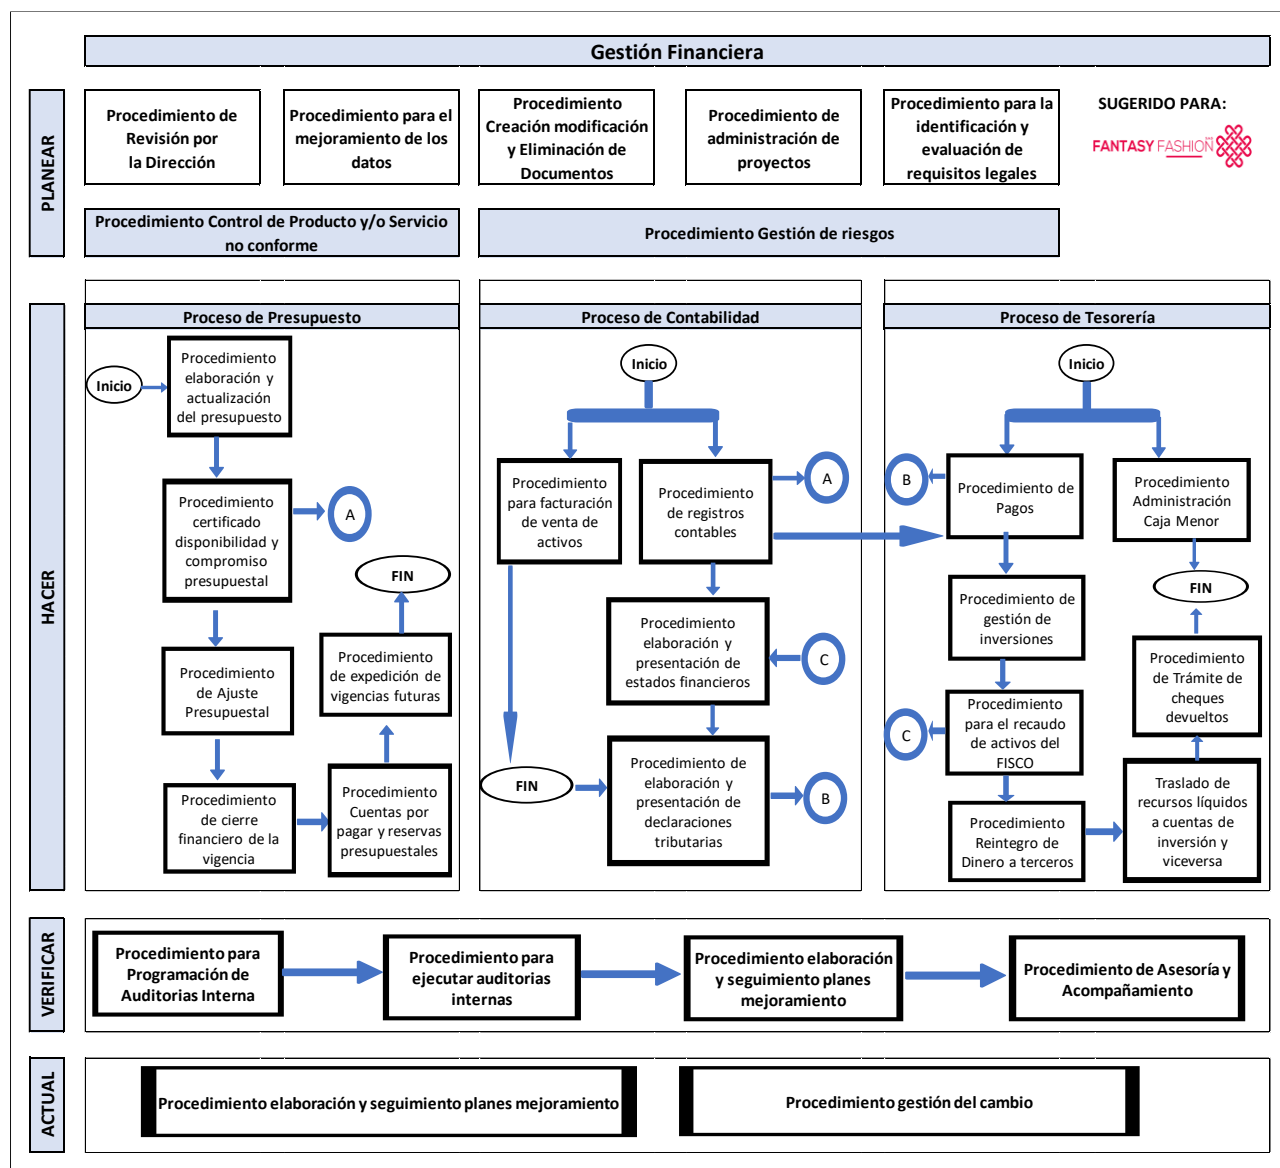 Gestión Financiera
PLANEAR
Procedimiento de
Revisión por
la Dirección
Procedimiento para el
mejoramiento de los
datos
Procedimiento
Creación modificación
y Eliminación de
Documentos
Procedimiento de
administración de
proyectos
Procedimiento para la
identificación y
evaluación de
requisitos legales
SUGERIDO PARA:
FANTASY FASHION
Procedimiento Control de Producto y/o Servicio
no conforme
Procedimiento Gestión de riesgos
HACER
Proceso de Presupuesto
Inicio
Procedimiento
elaboración y
actualización
del presupuesto
Procedimiento
certificado
disponibilidad y
compromiso
presupuestal
A
FIN
Procedimiento
de Ajuste
Presupuestal
Procedimiento
de expedición de
vigencias futuras
Procedimiento
de cierre
financiero de la
vigencia
Procedimiento
Cuentas por
pagar y reservas
presupuestales
Proceso de Contabilidad
Inicio
Procedimiento
para facturación
de venta de
activos
Procedimiento
de registros
contables
A
Procedimiento
elaboración y
presentación de
estados financieros
C
FIN
Procedimiento de
elaboración y
presentación de
declaraciones
tributarias
B
Proceso de Tesorería
Inicio
B
Procedimiento de
Pagos
Procedimiento
Administración
Caja Menor
Procedimiento de
gestión de
inversiones
FIN
Procedimiento
de Trámite de
cheques
devueltos
C
Procedimiento
para el recaudo
de activos del
FISCO
Procedimiento
Reintegro de
Dinero a terceros
Traslado de
recursos líquidos
a cuentas de
inversión y
viceversa
VERIFICAR
Procedimiento para
Programación de
Auditorias Interna
Procedimiento para
ejecutar auditorias
internas
Procedimiento elaboración
y seguimiento planes
mejoramiento
Procedimiento de Asesoría y
Acompañamiento
ACTUAL
Procedimiento elaboración y seguimiento planes mejoramiento
Procedimiento gestión del cambio